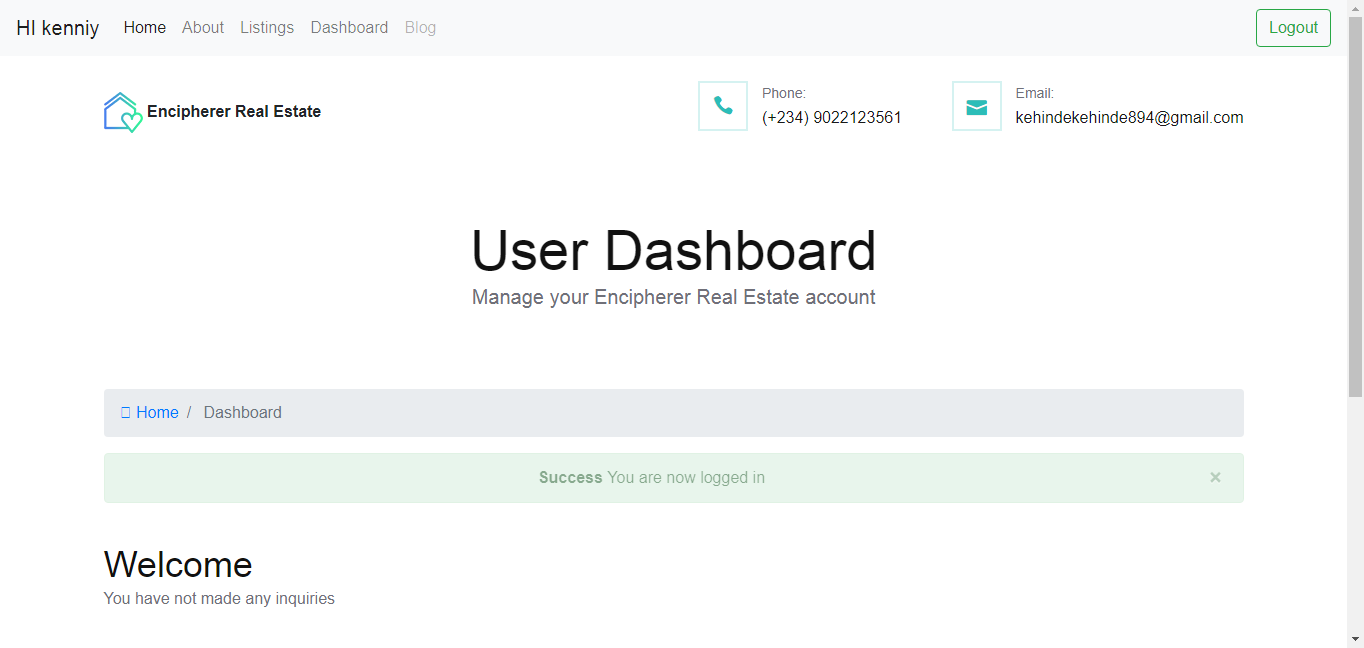 HI kenniy Home About Listings Dashboard Blog Logout
Encipherer Real Estate
Phone:
(+234) 9022123561
Email:
kehindekehinde894@gmail.com
User Dashboard
Manage your Encipherer Real Estate account
Home / Dashboard
Success You are now logged in ×
Welcome
You have not made any inquiries